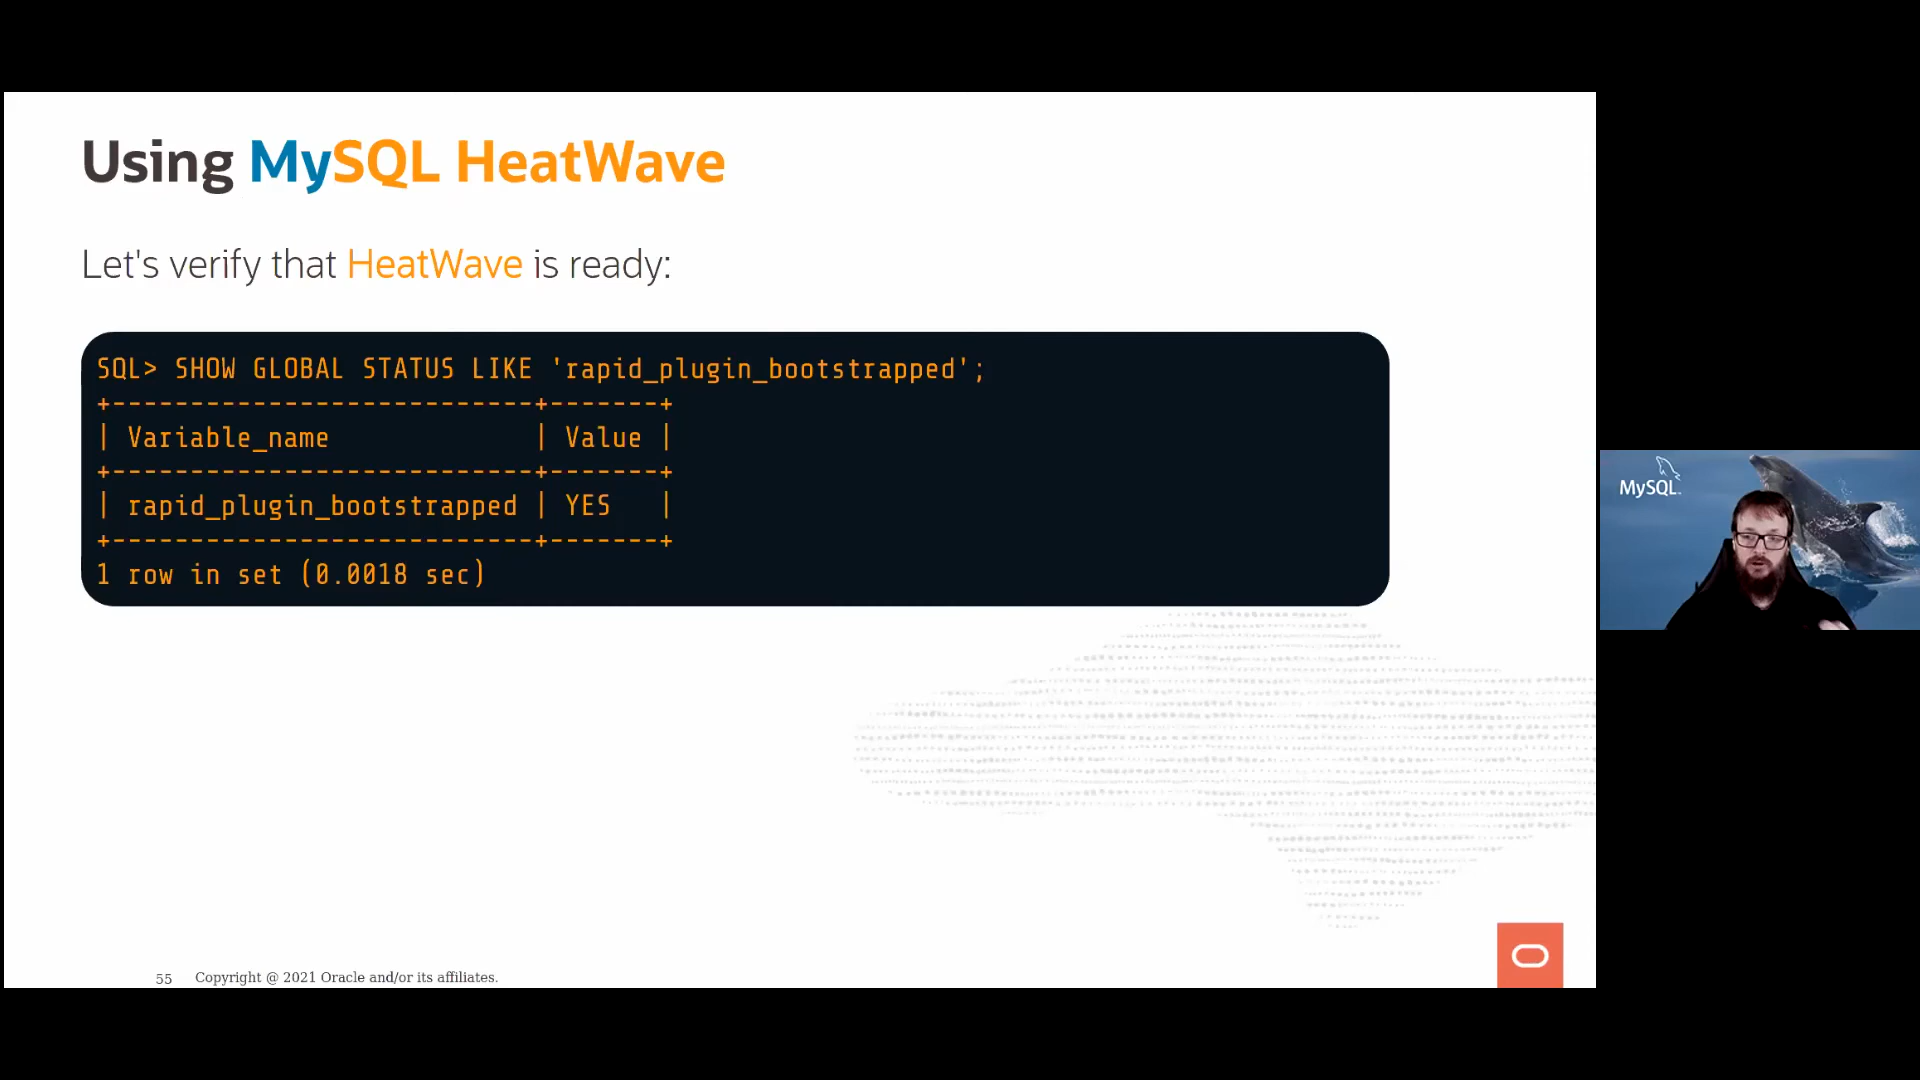 Using MySQL HeatWave
Let's verify that HeatWave is ready:
SQL> SHOW GLOBAL STATUS LIKE 'rapid_plugin_bootstrapped';
+---------------------------+-------+
| Variable_name             | Value |
+---------------------------+-------+
| rapid_plugin_bootstrapped | YES   |
+---------------------------+-------+
1 row in set (0.0018 sec)
MySQL
55 Copyright @ 2021 Oracle and/or its affiliates.